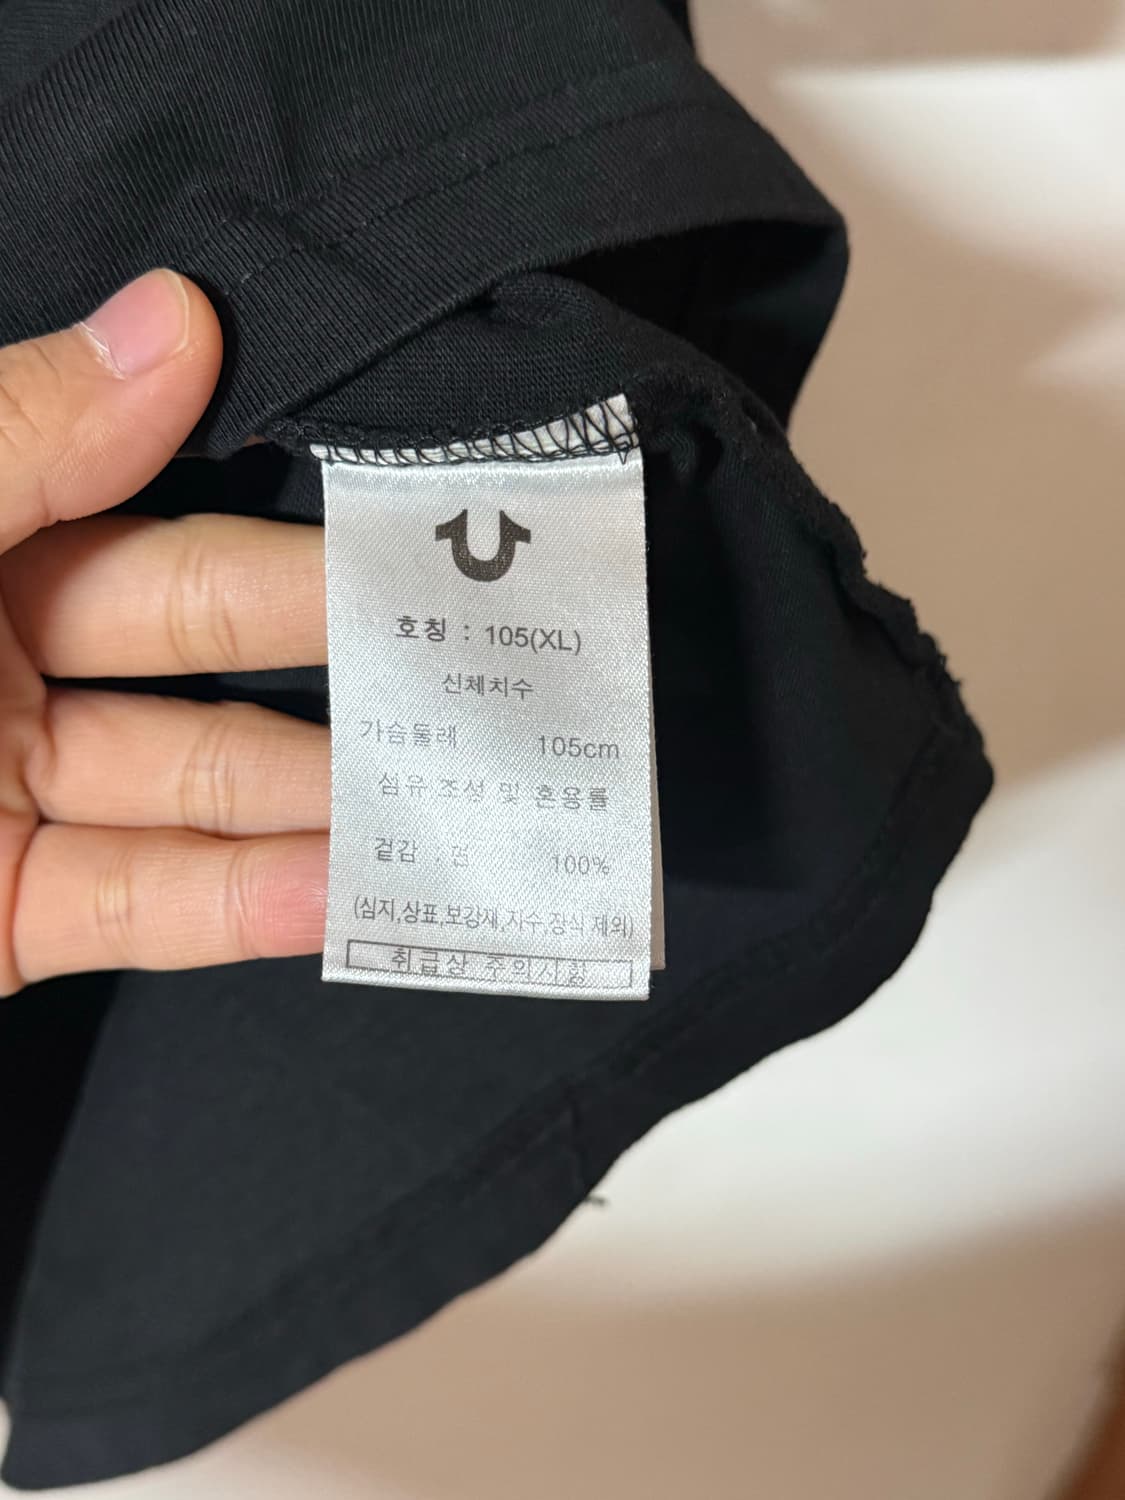 호칭 : 105(XL)
신체치수
가슴둘레 105cm
섬유 조성 및 혼용률
겉감 : 면 100%
(심지,상표,보강재,자수,장식 제외)
취급상 주의사항